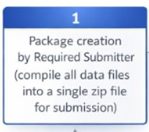 1
Package creation
by Required Submitter
(compile all data files
into a single zip file
for submission)